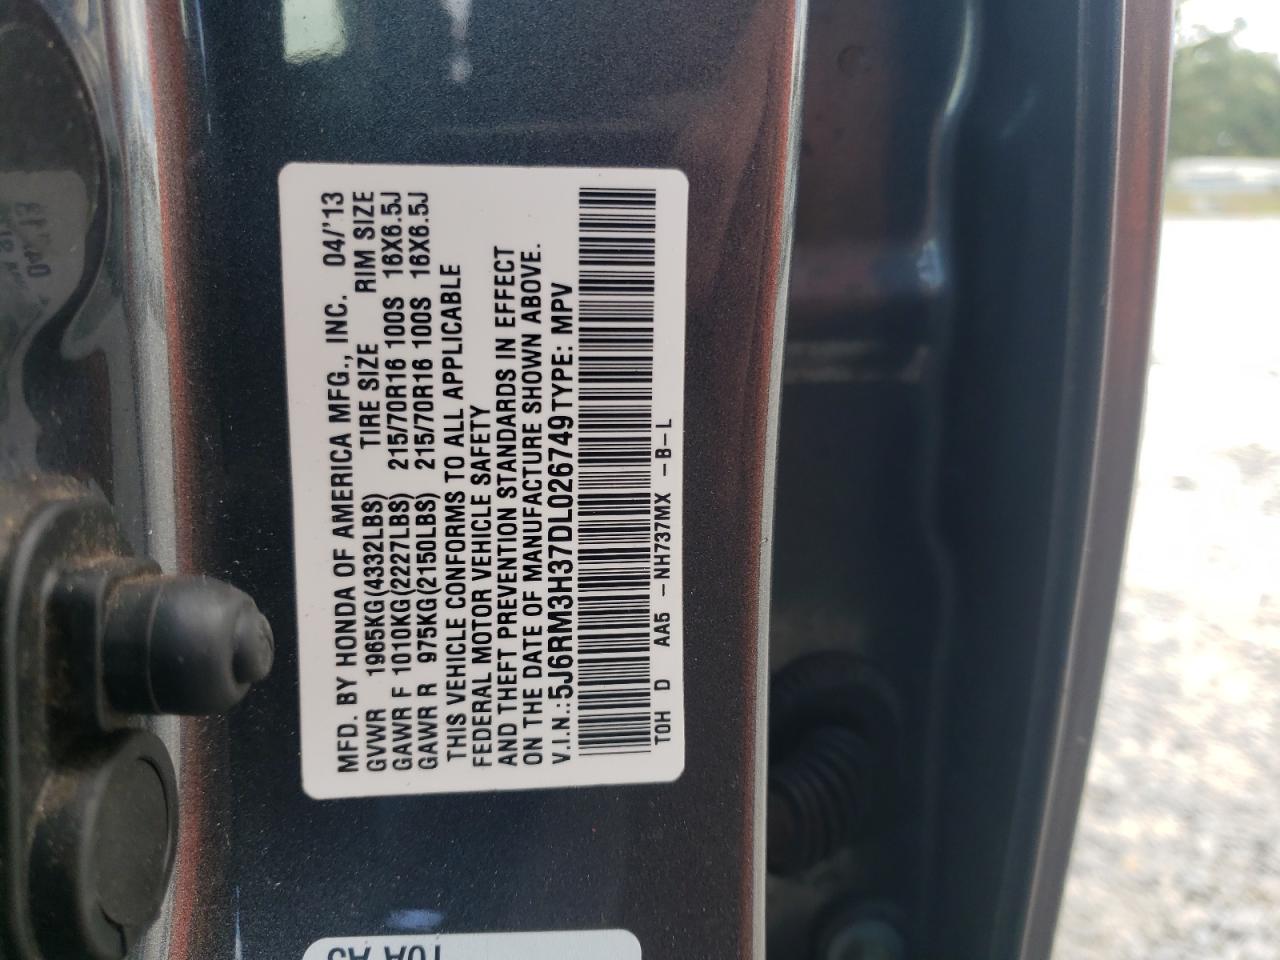 MFD. BY HONDA OF AMERICA MFG., INC. 04/'13
GVWR 1965KG(4332LBS) TIRE SIZE RIM SIZE
GAWR F 1010KG(2227LBS) 215/70R16 100S 16X6.5J
GAWR R 975KG(2150LBS) 215/70R16 100S 16X6.5J
THIS VEHICLE CONFORMS TO ALL APPLICABLE
FEDERAL MOTOR VEHICLE SAFETY
AND THEFT PREVENTION STANDARDS IN EFFECT
ON THE DATE OF MANUFACTURE SHOWN ABOVE.
V.I.N.:5J6RM3H37DL026749 TYPE: MPV
TOH D AA5 -NH737MX -B-L